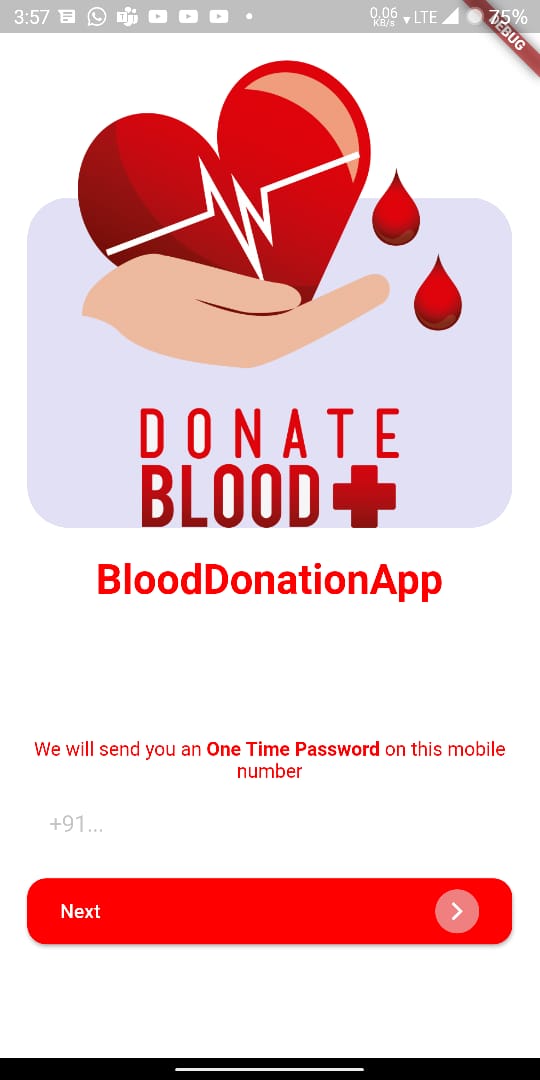 3:57 0.06 KB/s LTE 75%
DEBUG
DONATE
BLOOD
BloodDonationApp
We will send you an One Time Password on this mobile
number
+91...
Next